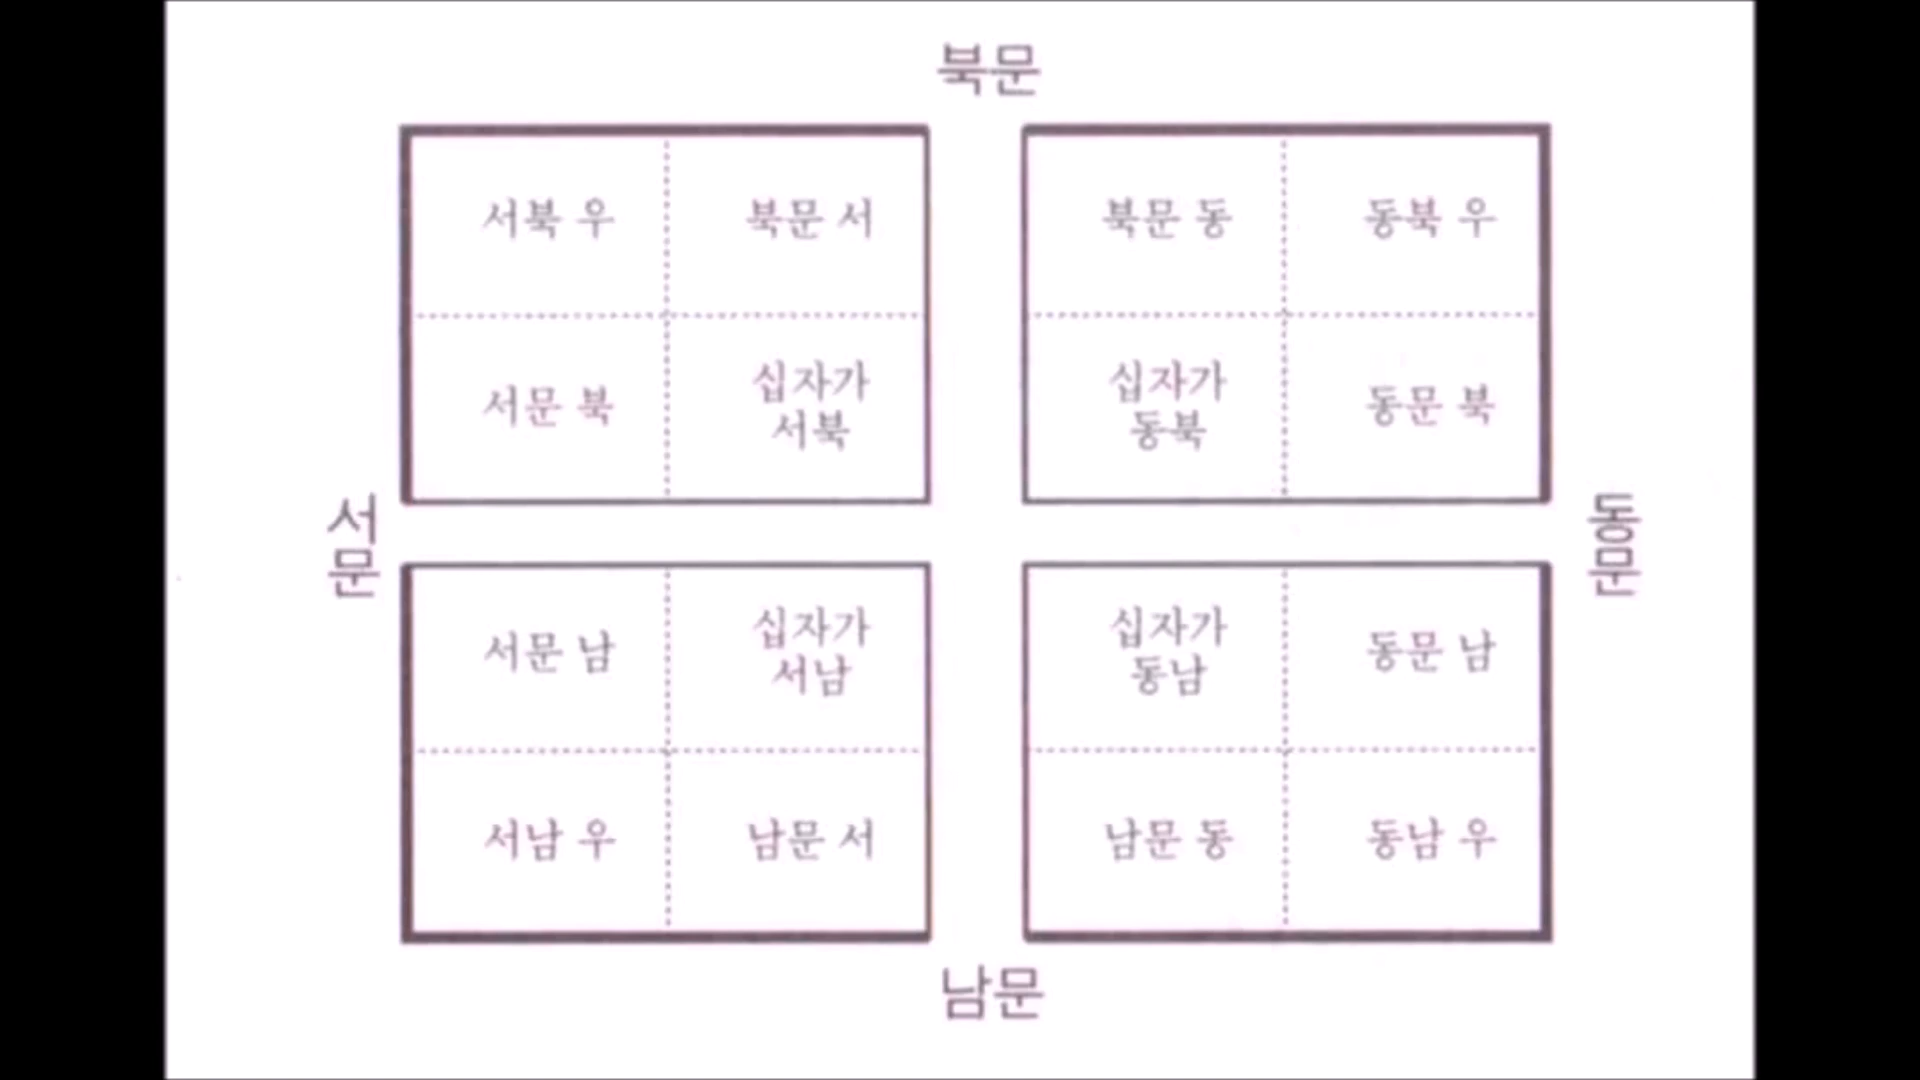 북문
서북 우
북문 서
북문 동
동북 우
서문 북
십자가
서북
십자가
동북
동문 북
서문
동문
서문 남
십자가
서남
십자가
동남
동문 남
서남 우
남문 서
남문 동
동남 우
남문